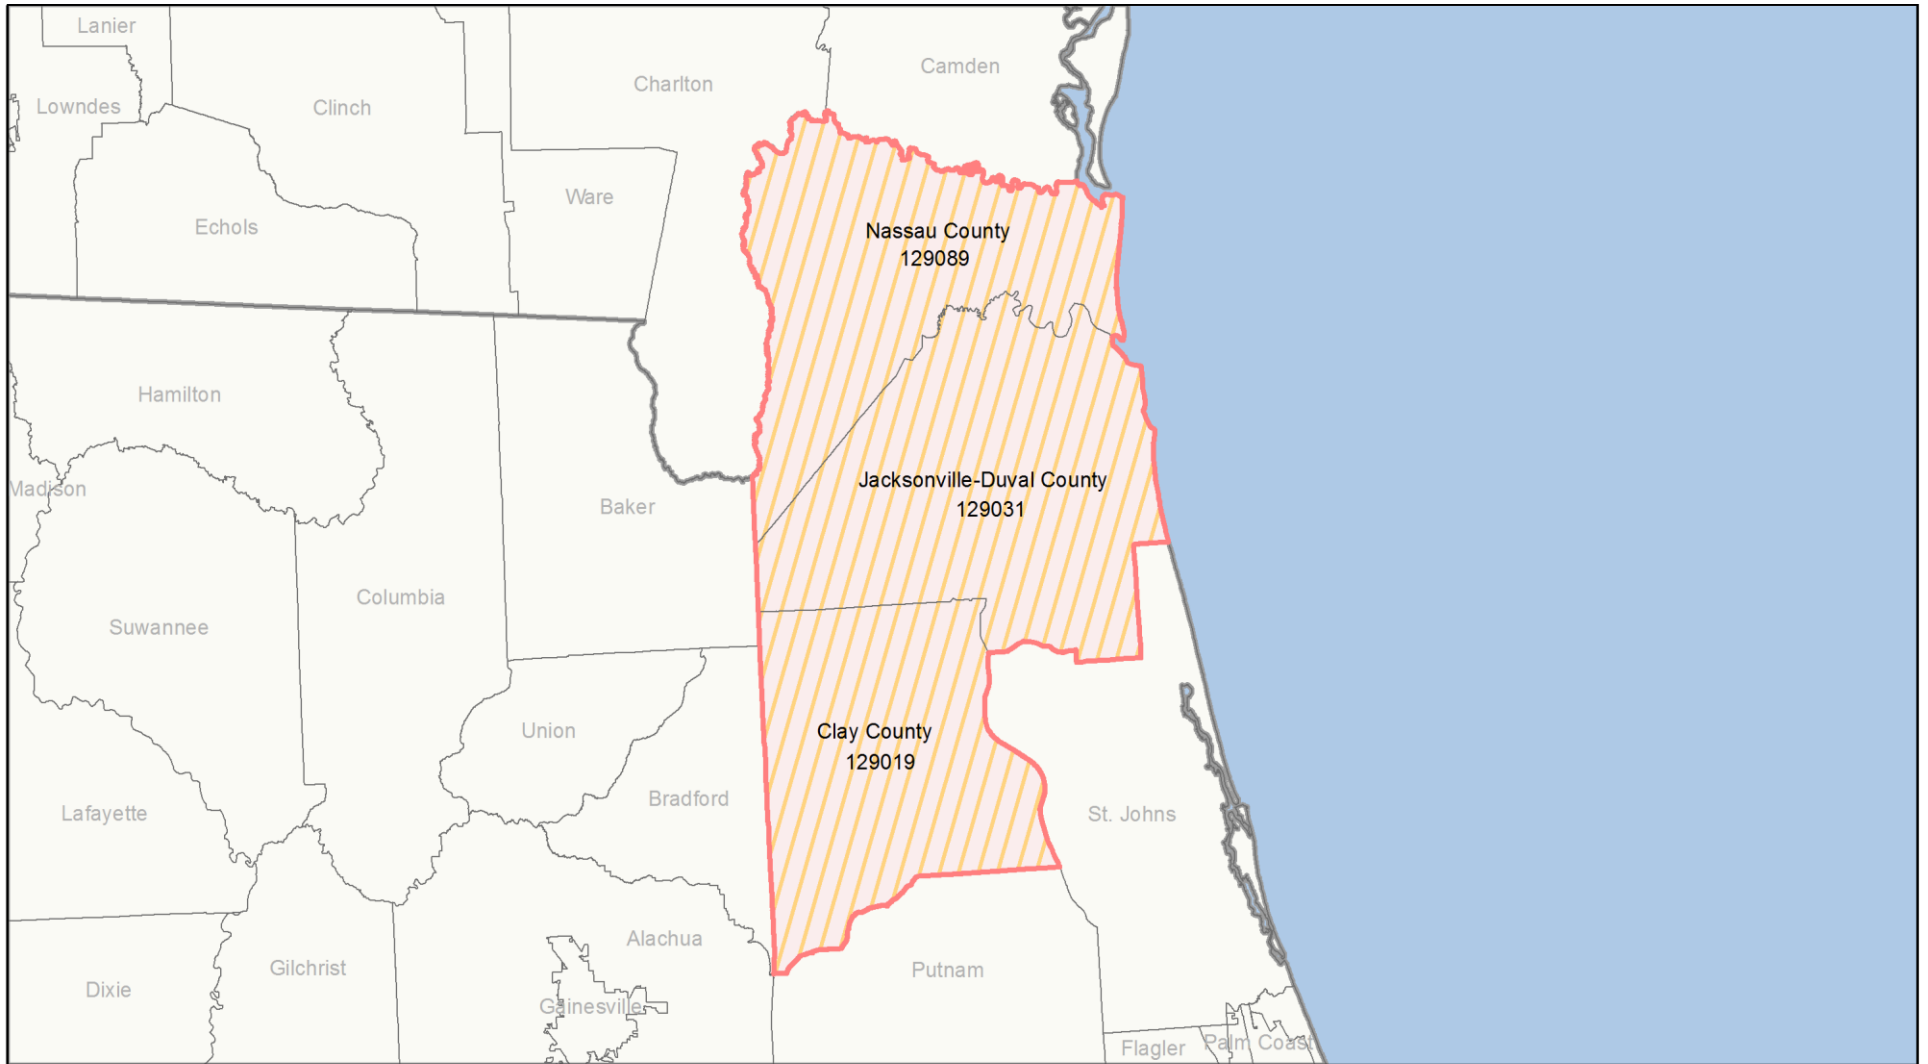 Lanier
Camden
Charlton
Lowndes
Clinch
Ware
Echols
Nassau County
129089
Hamilton
Jacksonville-Duval County
129031
Madison
Baker
Columbia
Suwannee
Union
Clay County
129019
Bradford
Lafayette
St. Johns
Alachua
Gilchrist
Putnam
Dixie
Gainesville
Palm Coast
Flagler